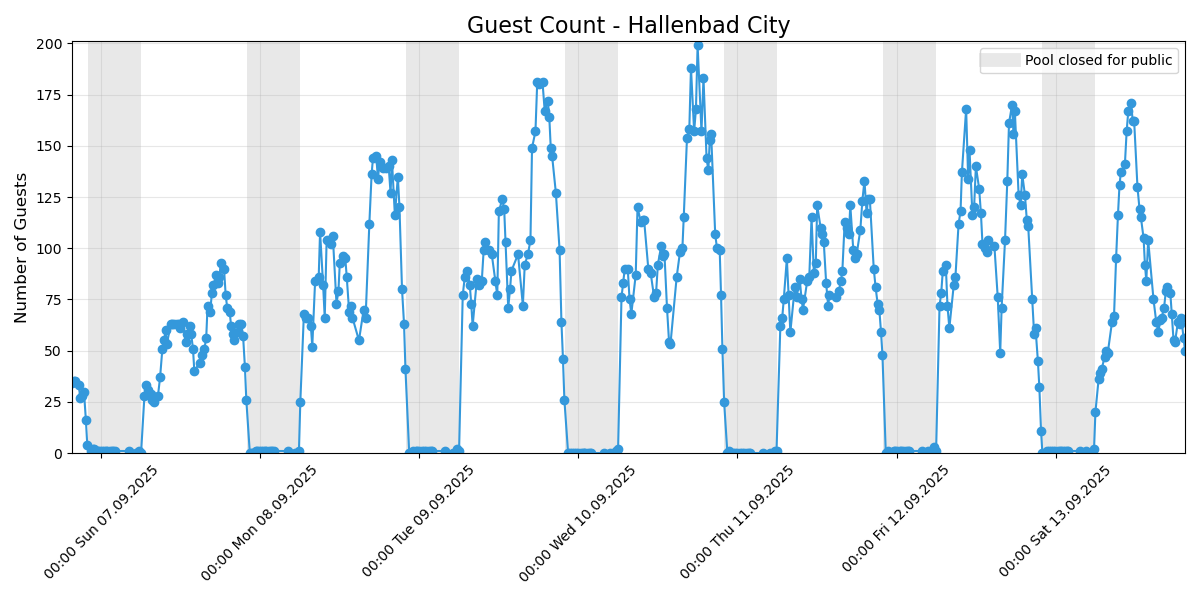 Guest Count - Hallenbad City
Number of Guests
200
175
150
125
100
75
50
25
0
Pool closed for public
00:00 Sun 07.09.2025
00:00 Mon 08.09.2025
00:00 Tue 09.09.2025
00:00 Wed 10.09.2025
00:00 Thu 11.09.2025
00:00 Fri 12.09.2025
00:00 Sat 13.09.2025